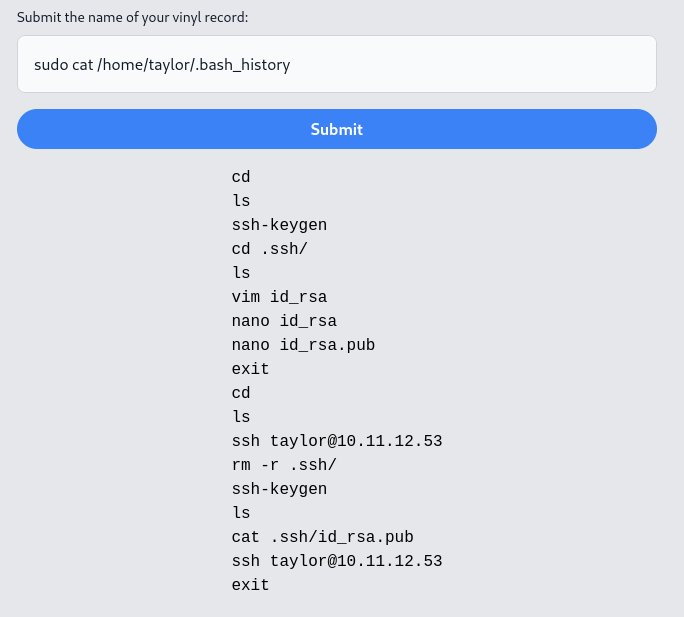 Submit the name of your vinyl record:
sudo cat /home/taylor/.bash_history
Submit
cd
ls
ssh-keygen
cd .ssh/
ls
vim id_rsa
nano id_rsa
nano id_rsa.pub
exit
cd
ls
ssh taylor@10.11.12.53
rm -r .ssh/
ssh-keygen
ls
cat .ssh/id_rsa.pub
ssh taylor@10.11.12.53
exit